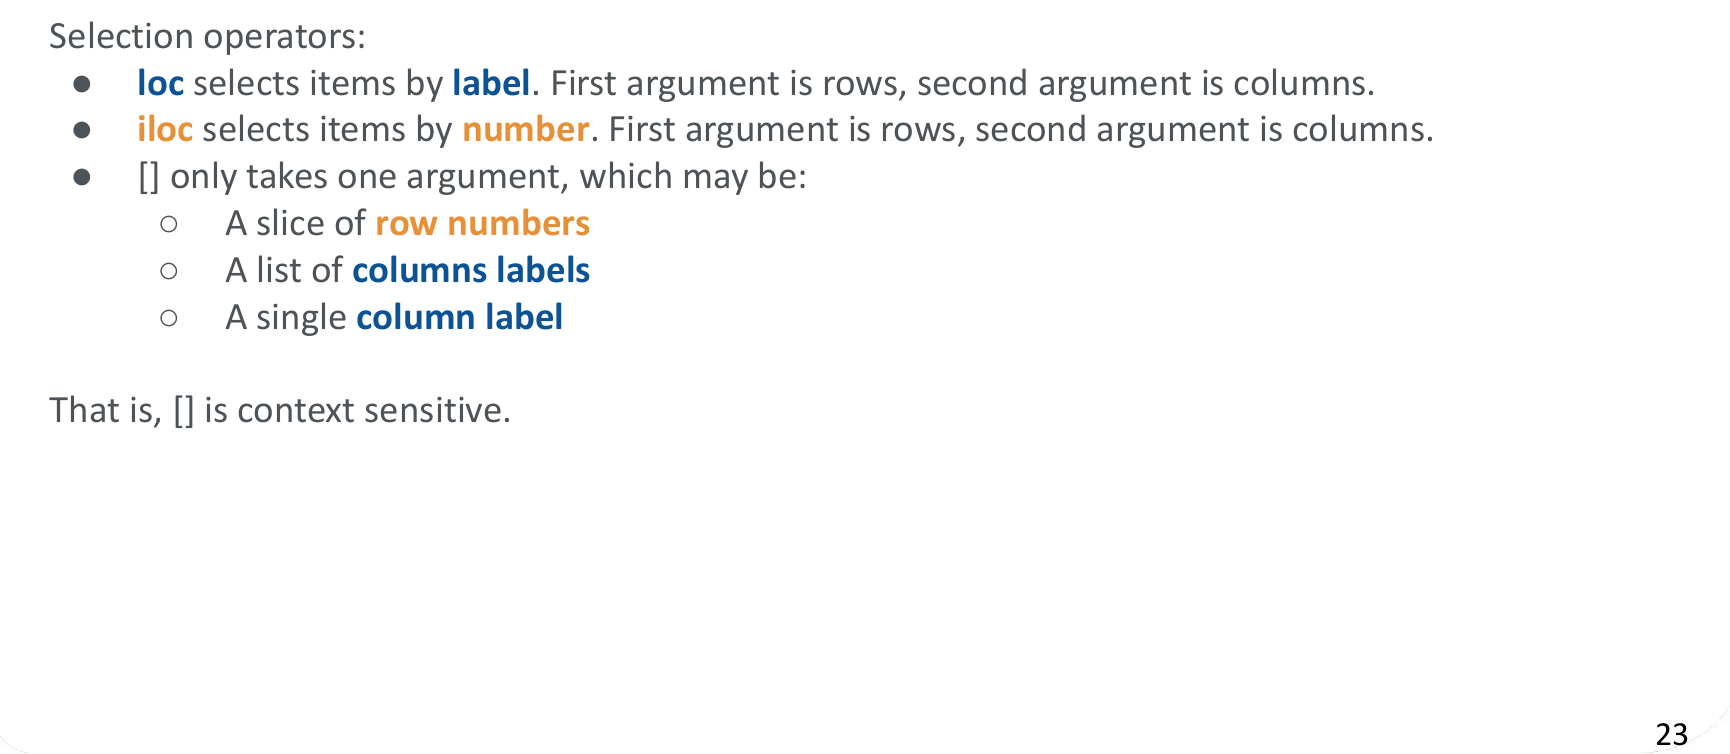 Selection operators:
● loc selects items by label. First argument is rows, second argument is columns.
● iloc selects items by number. First argument is rows, second argument is columns.
● [] only takes one argument, which may be:
○ A slice of row numbers
○ A list of columns labels
○ A single column label
That is, [] is context sensitive.
23